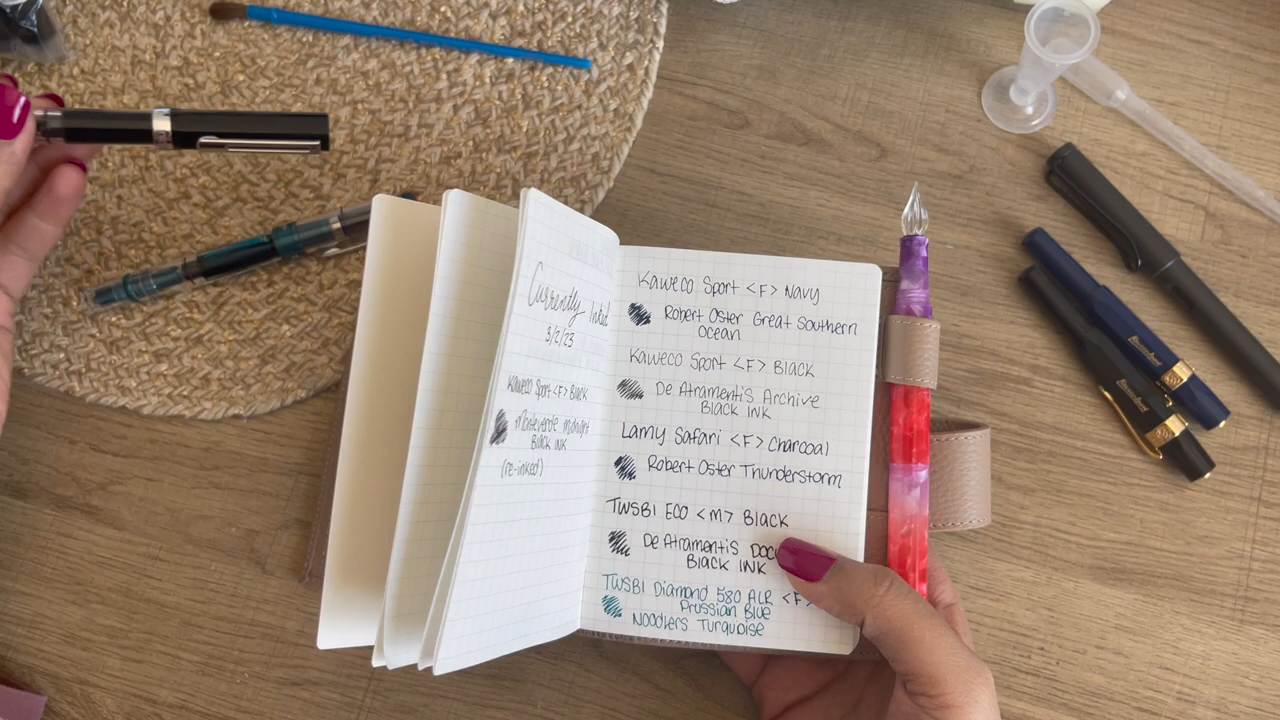 Currently Inked
3/2/23
Kaweco Sport <F> Black
Monteverde Midnight
Black Ink
(re-inked)
Kaweco Sport <F> Navy
Robert Oster Great Southern
Ocean
Kaweco Sport <F> Black
De Atramentis Archive
Black Ink
Lamy Safari <F> Charcoal
Robert Oster Thunderstorm
TWSBI ECO <M> Black
De Atramentis Doc
Black Ink
TWSBI Diamond 580 ALR <F>
Prussian Blue
Noodlers Turquoise